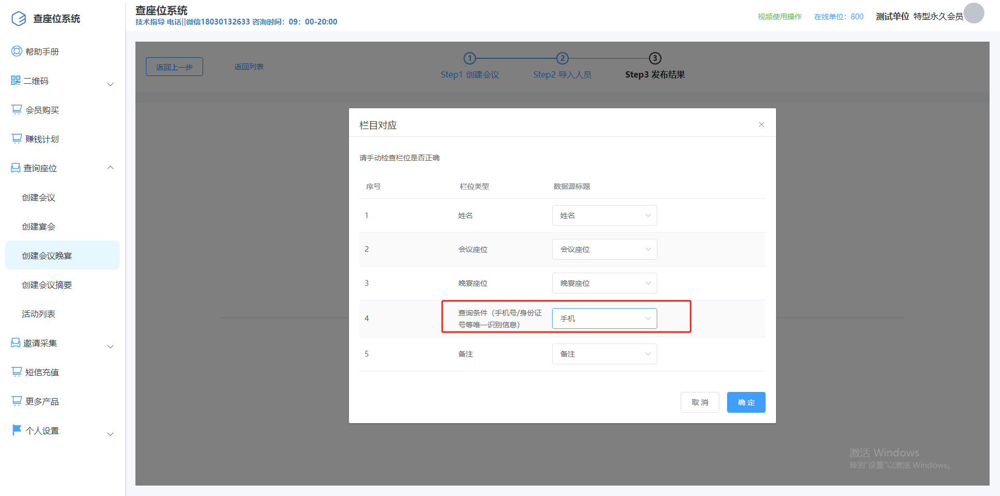 查座位系统
帮助手册
二维码
会员购买
赚钱计划
查询座位
创建会议
创建宴会
创建会议晚宴
创建会议摘要
活动列表
邀请采集
短信充值
更多产品
个人设置
查座位系统
技术指导 电话||微信18030132633 咨询时间：09：00-20:00
视频使用操作 在线单位：800 测试单位 特型永久会员
返回上一步 返回列表
1 2 3
Step1 创建会议 Step2 导入人员 Step3 发布结果
栏目对应
请手动检查栏位是否正确
序号 栏位类型 数据源标题
1 姓名 姓名
2 会议座位 会议座位
3 晚宴座位 晚宴座位
4 查询条件（手机号/身份证 手机
号等唯一识别信息）
5 备注 备注
取 消 确 定
激活 Windows
转到"设置"以激活 Windows。